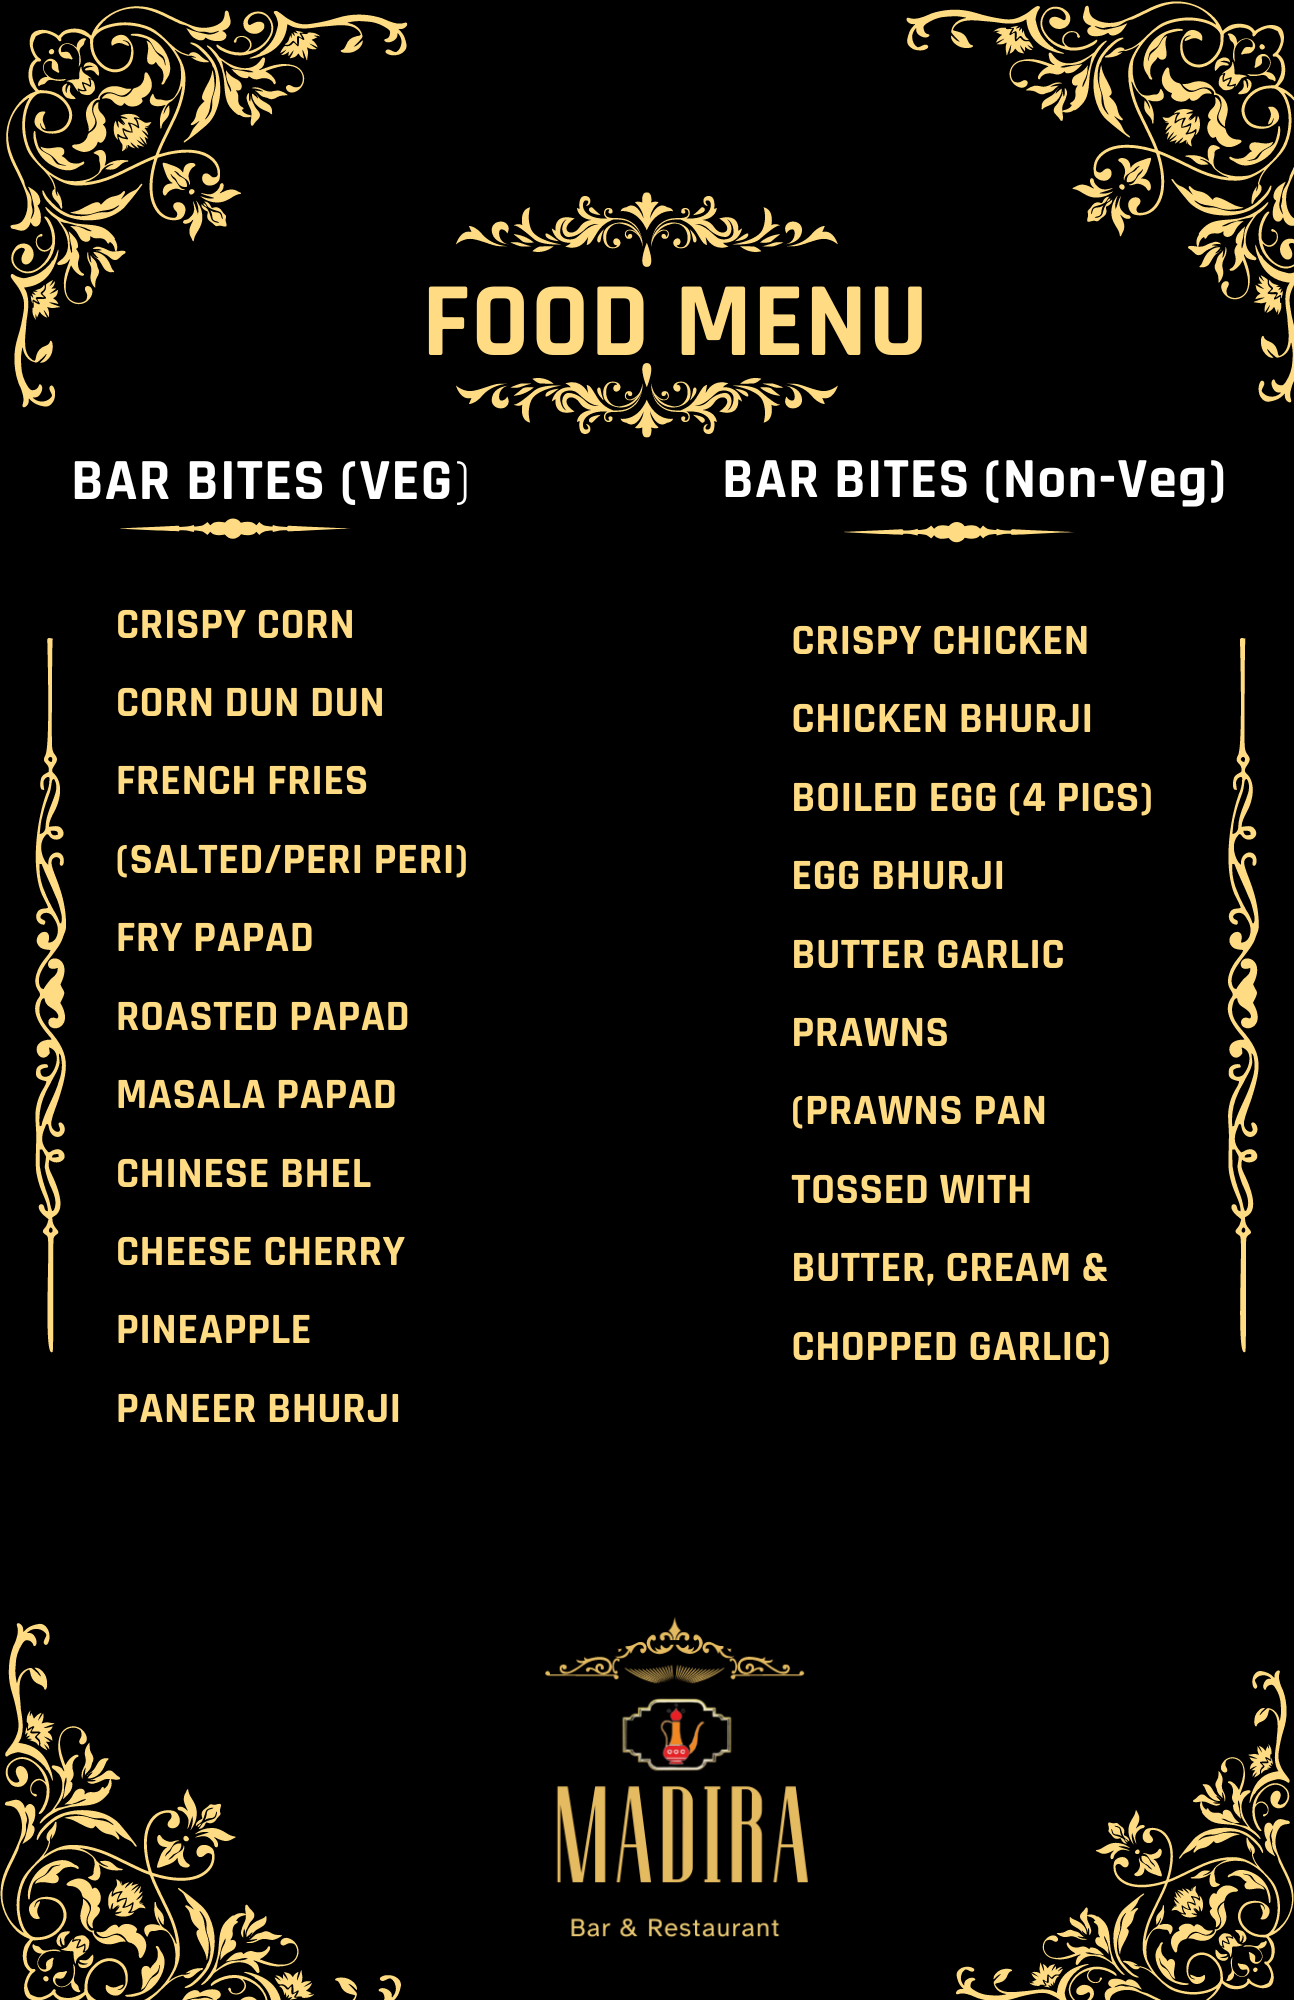 FOOD MENU
BAR BITES (VEG)
CRISPY CORN
CORN DUN DUN
FRENCH FRIES
(SALTED/PERI PERI)
FRY PAPAD
ROASTED PAPAD
MASALA PAPAD
CHINESE BHEL
CHEESE CHERRY
PINEAPPLE
PANEER BHURJI
BAR BITES (Non-Veg)
CRISPY CHICKEN
CHICKEN BHURJI
BOILED EGG (4 PICS)
EGG BHURJI
BUTTER GARLIC
PRAWNS
(PRAWNS PAN
TOSSED WITH
BUTTER, CREAM &
CHOPPED GARLIC)
MADIRA
Bar & Restaurant